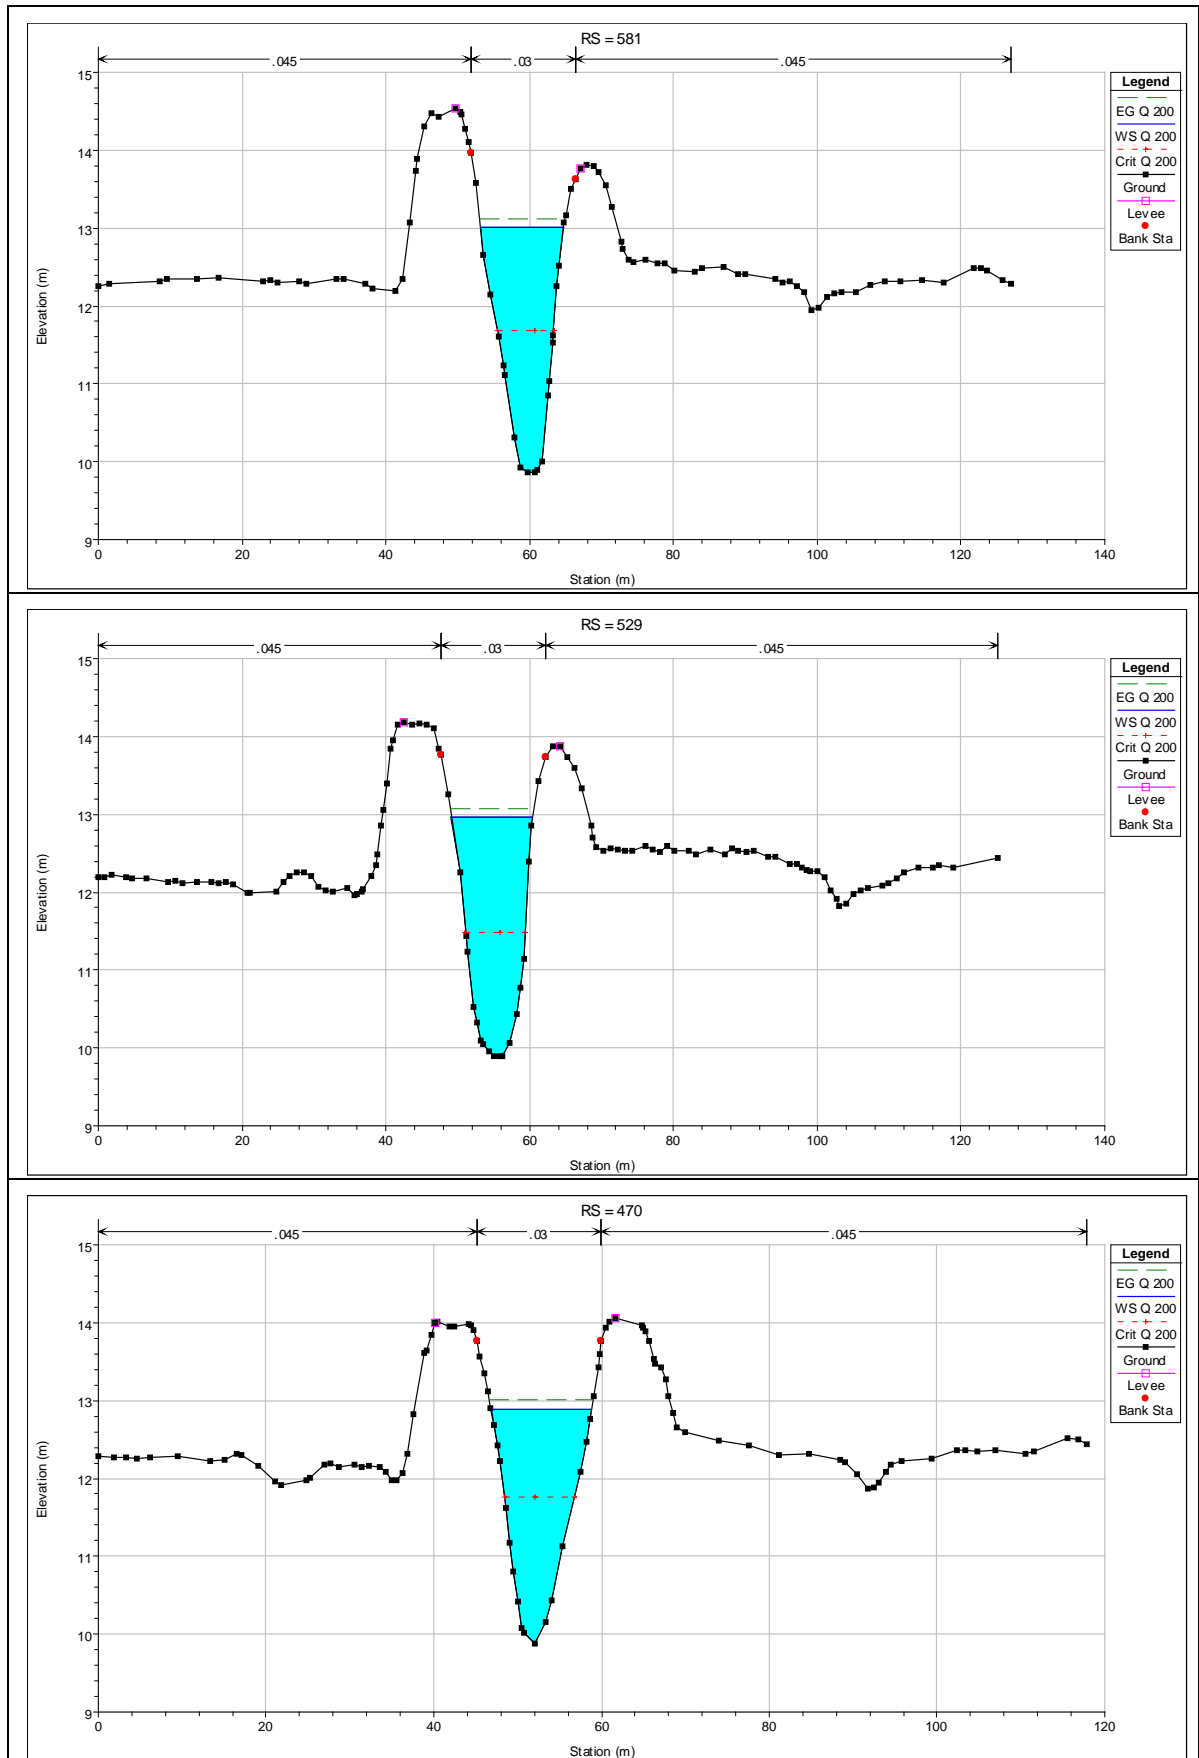 RS = 581
.045 .03 .045
15
14
13
12
11
10
9
Elevation (m)
0 20 40 60 80 100 120 140
Station (m)
Legend
EG Q 200
WS Q 200
Crit Q 200
Ground
Levee
Bank Sta
RS = 529
.045 .03 .045
15
14
13
12
11
10
9
Elevation (m)
0 20 40 60 80 100 120 140
Station (m)
Legend
EG Q 200
WS Q 200
Crit Q 200
Ground
Levee
Bank Sta
RS = 470
.045 .03 .045
15
14
13
12
11
10
9
Elevation (m)
0 20 40 60 80 100 120
Station (m)
Legend
EG Q 200
WS Q 200
Crit Q 200
Ground
Levee
Bank Sta